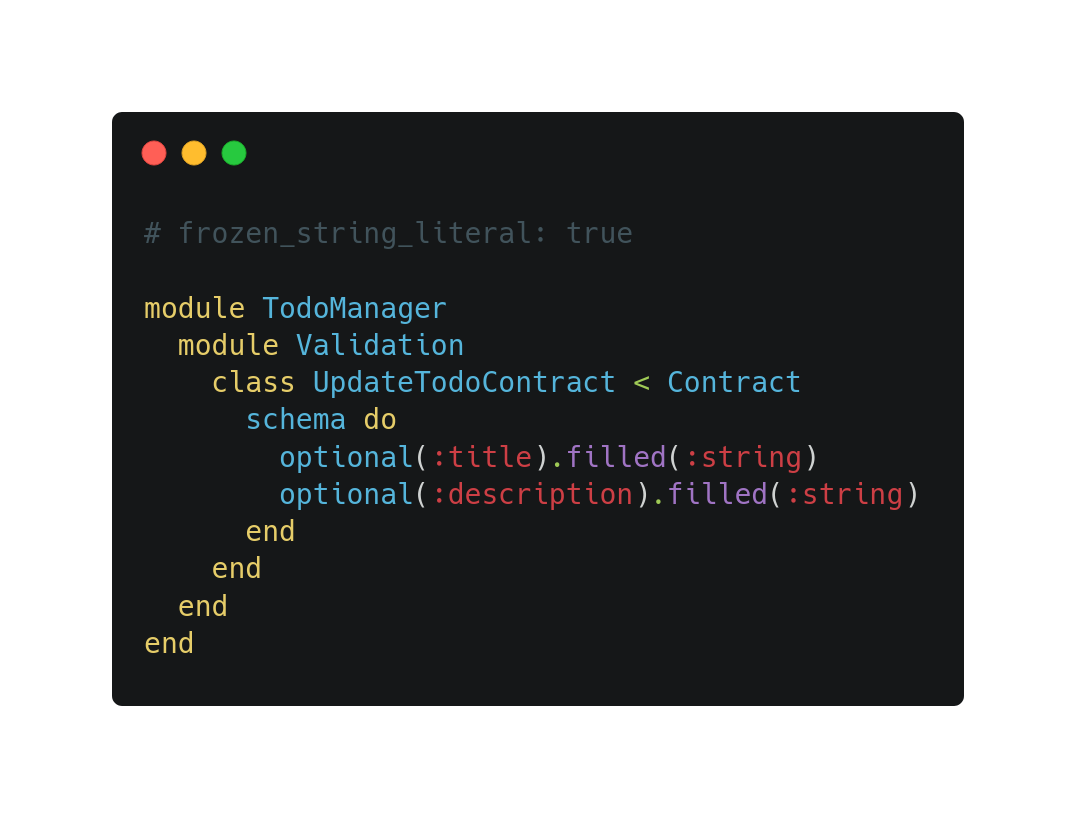 # frozen_string_literal: true

module TodoManager
  module Validation
    class UpdateTodoContract < Contract
      schema do
        optional(:title).filled(:string)
        optional(:description).filled(:string)
      end
    end
  end
end